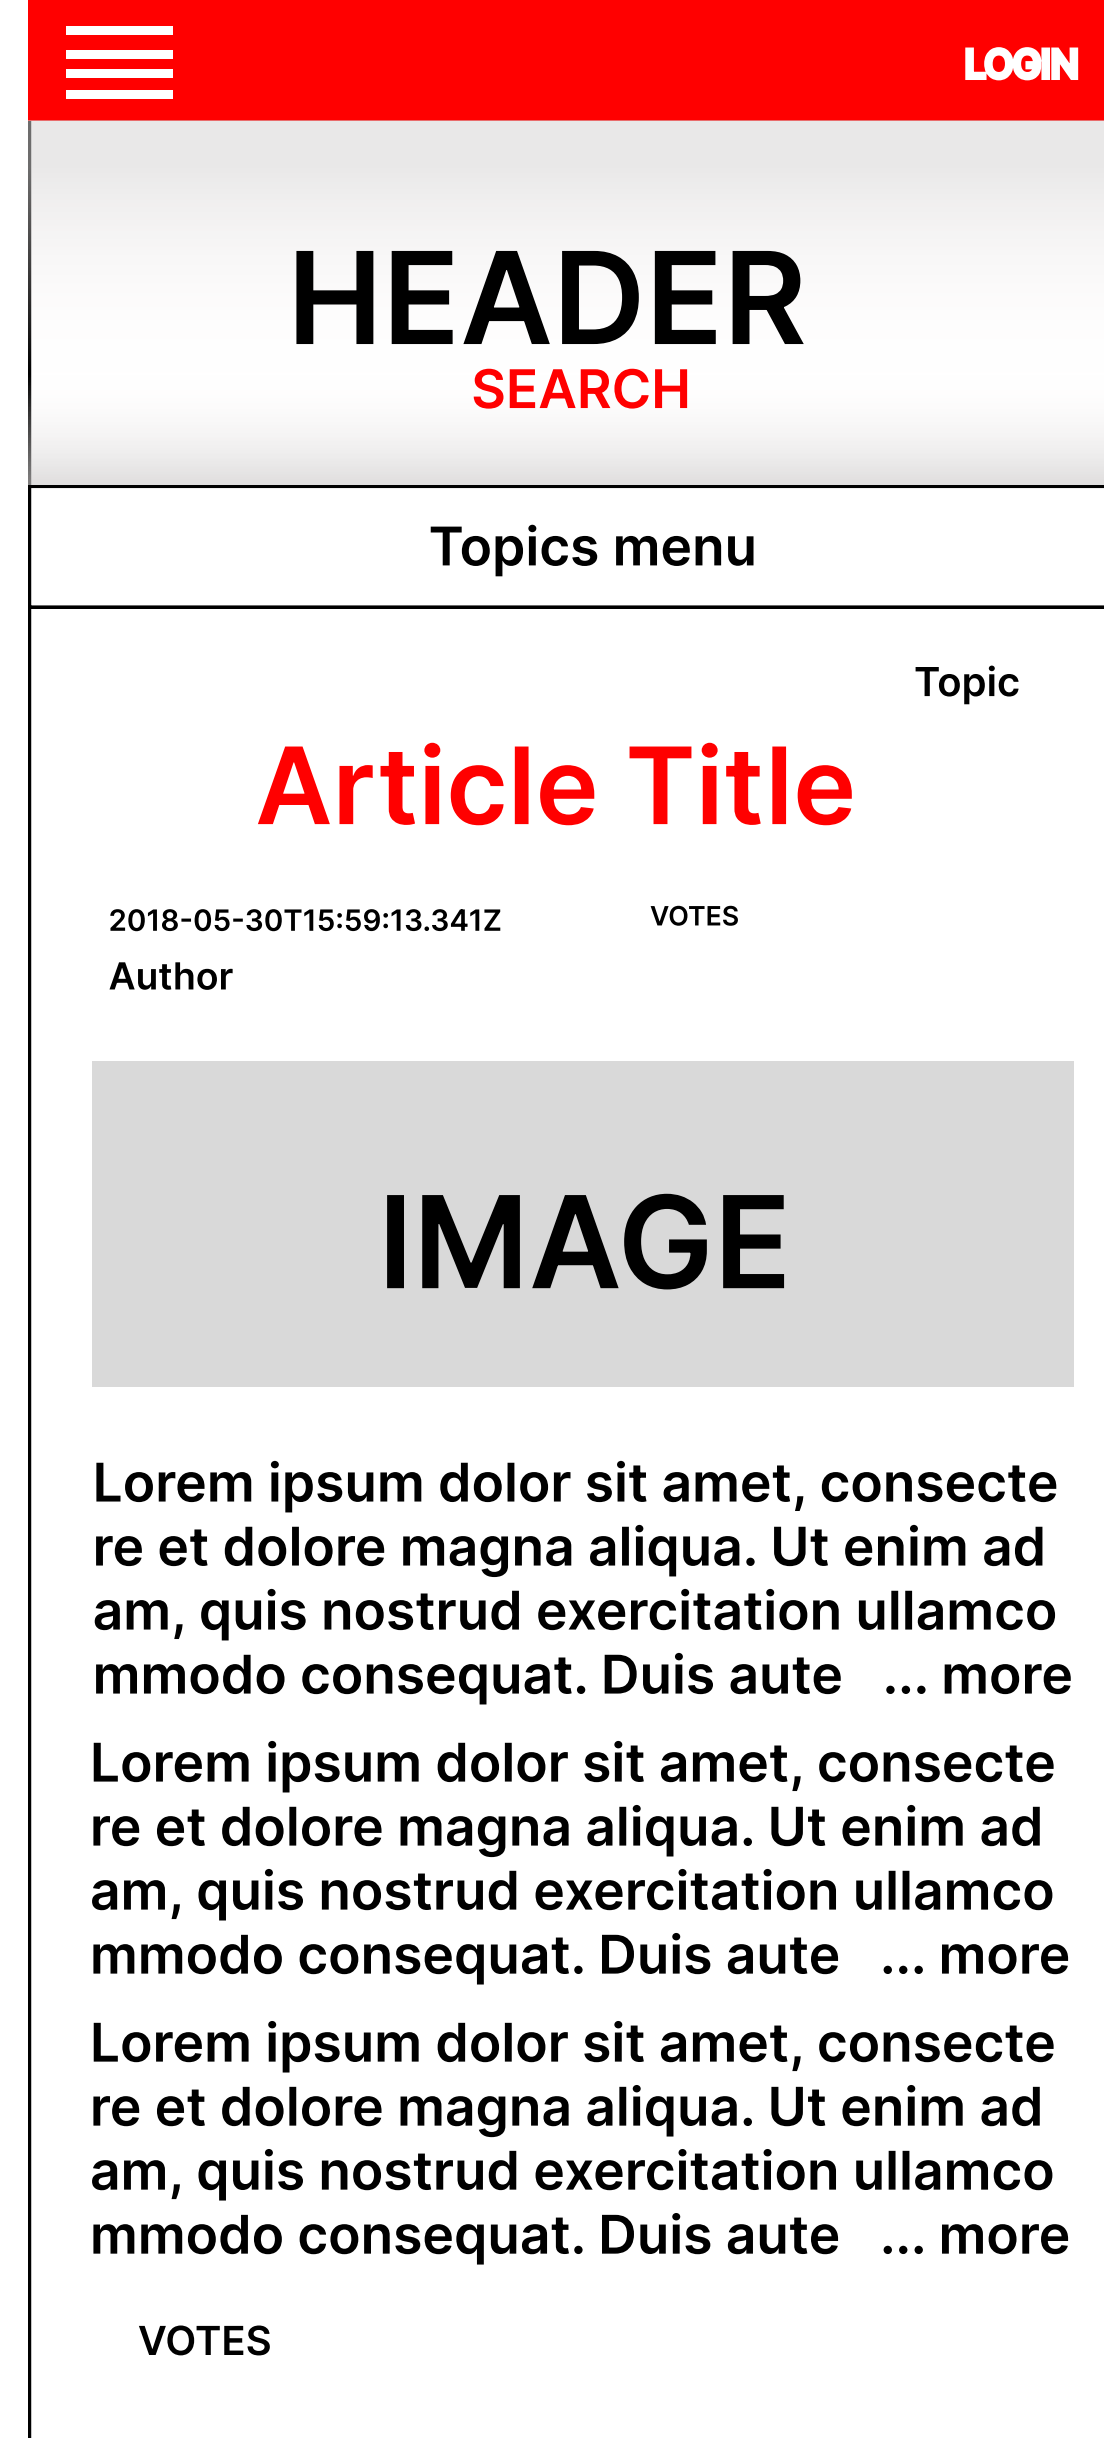 LOGIN
HEADER
SEARCH
Topics menu
Topic
Article Title
2018-05-30T15:59:13.341Z
VOTES
Author
IMAGE
Lorem ipsum dolor sit amet, consecte
re et dolore magna aliqua. Ut enim ad
am, quis nostrud exercitation ullamco
mmodo consequat. Duis aute ... more
Lorem ipsum dolor sit amet, consecte
re et dolore magna aliqua. Ut enim ad
am, quis nostrud exercitation ullamco
mmodo consequat. Duis aute ... more
Lorem ipsum dolor sit amet, consecte
re et dolore magna aliqua. Ut enim ad
am, quis nostrud exercitation ullamco
mmodo consequat. Duis aute ... more
VOTES